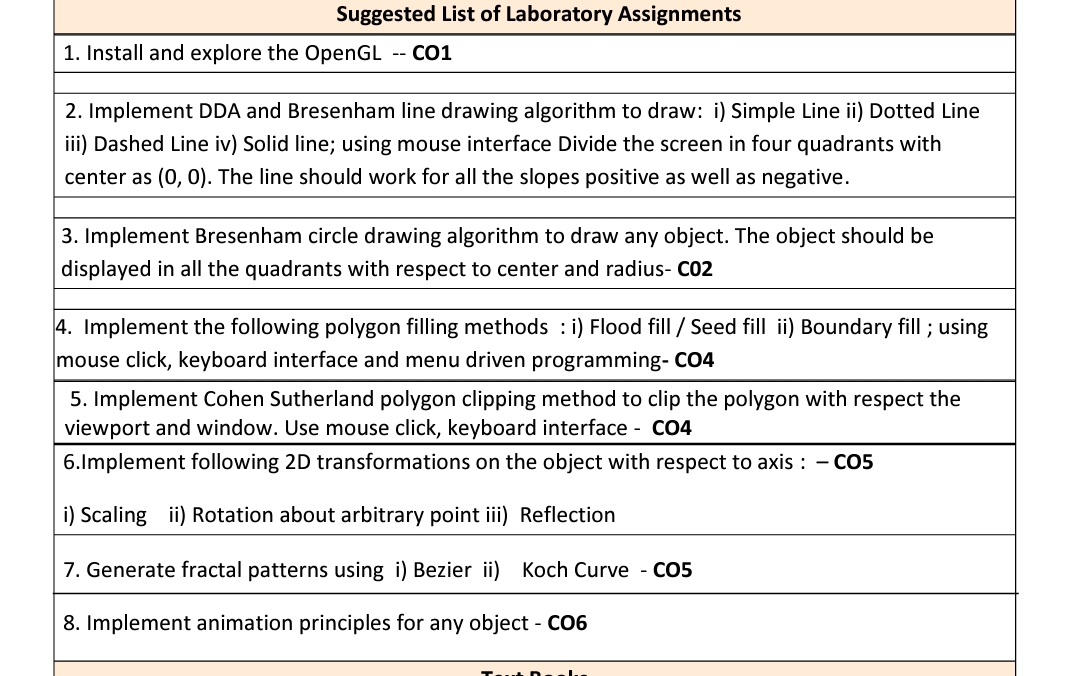 Suggested List of Laboratory Assignments
1. Install and explore the OpenGL -- CO1
2. Implement DDA and Bresenham line drawing algorithm to draw: i) Simple Line ii) Dotted Line
iii) Dashed Line iv) Solid line; using mouse interface Divide the screen in four quadrants with
center as (0, 0). The line should work for all the slopes positive as well as negative.
3. Implement Bresenham circle drawing algorithm to draw any object. The object should be
displayed in all the quadrants with respect to center and radius- C02
4. Implement the following polygon filling methods : i) Flood fill / Seed fill ii) Boundary fill ; using
mouse click, keyboard interface and menu driven programming- CO4
5. Implement Cohen Sutherland polygon clipping method to clip the polygon with respect the
viewport and window. Use mouse click, keyboard interface - CO4
6.Implement following 2D transformations on the object with respect to axis : – CO5
i) Scaling ii) Rotation about arbitrary point iii) Reflection
7. Generate fractal patterns using i) Bezier ii) Koch Curve - CO5
8. Implement animation principles for any object - CO6
Text Books